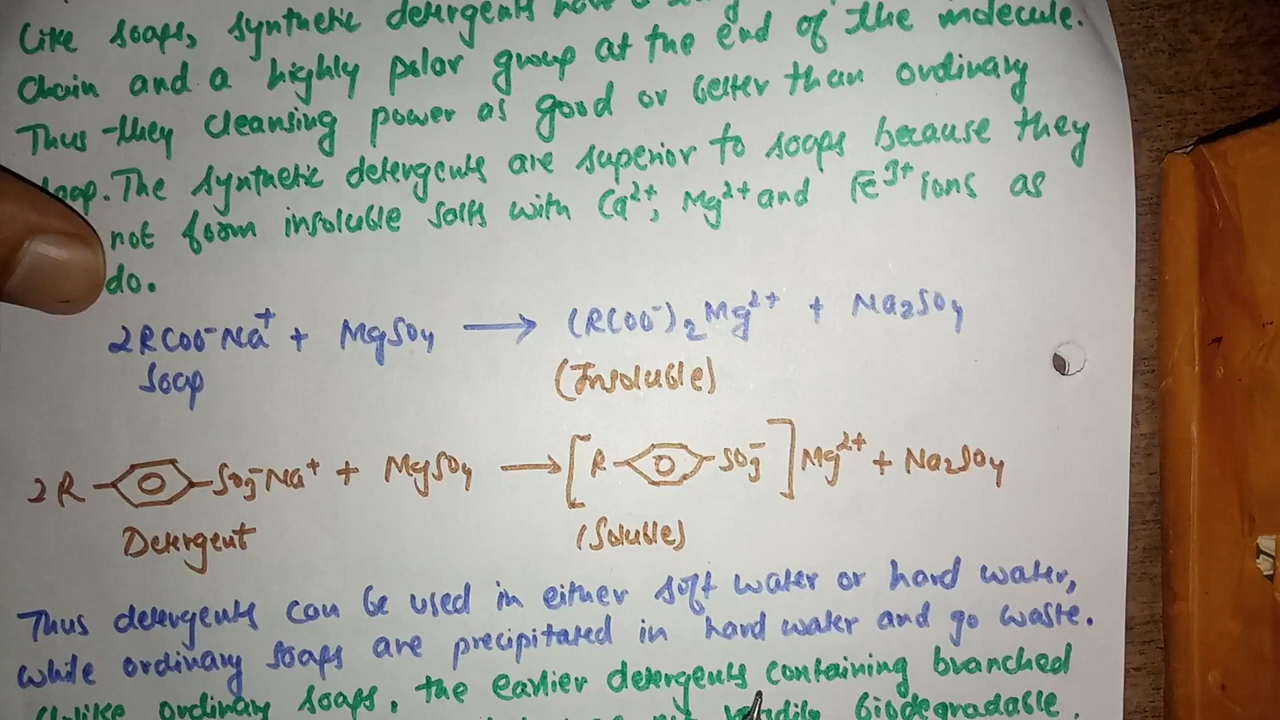 Like soaps, synthetic detergents have a long
chain and a highly polar group at the end of the molecule.
Thus they cleansing power as good or better than ordinary
soap. The synthetic detergents are superior to soaps because they
not form insoluble salts with Ca²⁺, Mg²⁺ and Fe³⁺ ions as
do.
2RCOO⁻Na⁺ + MgSO₄ ⟶ (RCOO⁻)₂Mg²⁺ + Na₂SO₄
Soap (Insoluble)
2R-⌬-SO₃⁻Na⁺ + MgSO₄ ⟶ [R-⌬-SO₃⁻]Mg²⁺ + Na₂SO₄
Detergent (Soluble)
Thus detergents can be used in either soft water or hard water,
while ordinary soaps are precipitated in hard water and go waste.
Unlike ordinary soaps, the earlier detergents containing branched
readily biodegradable.